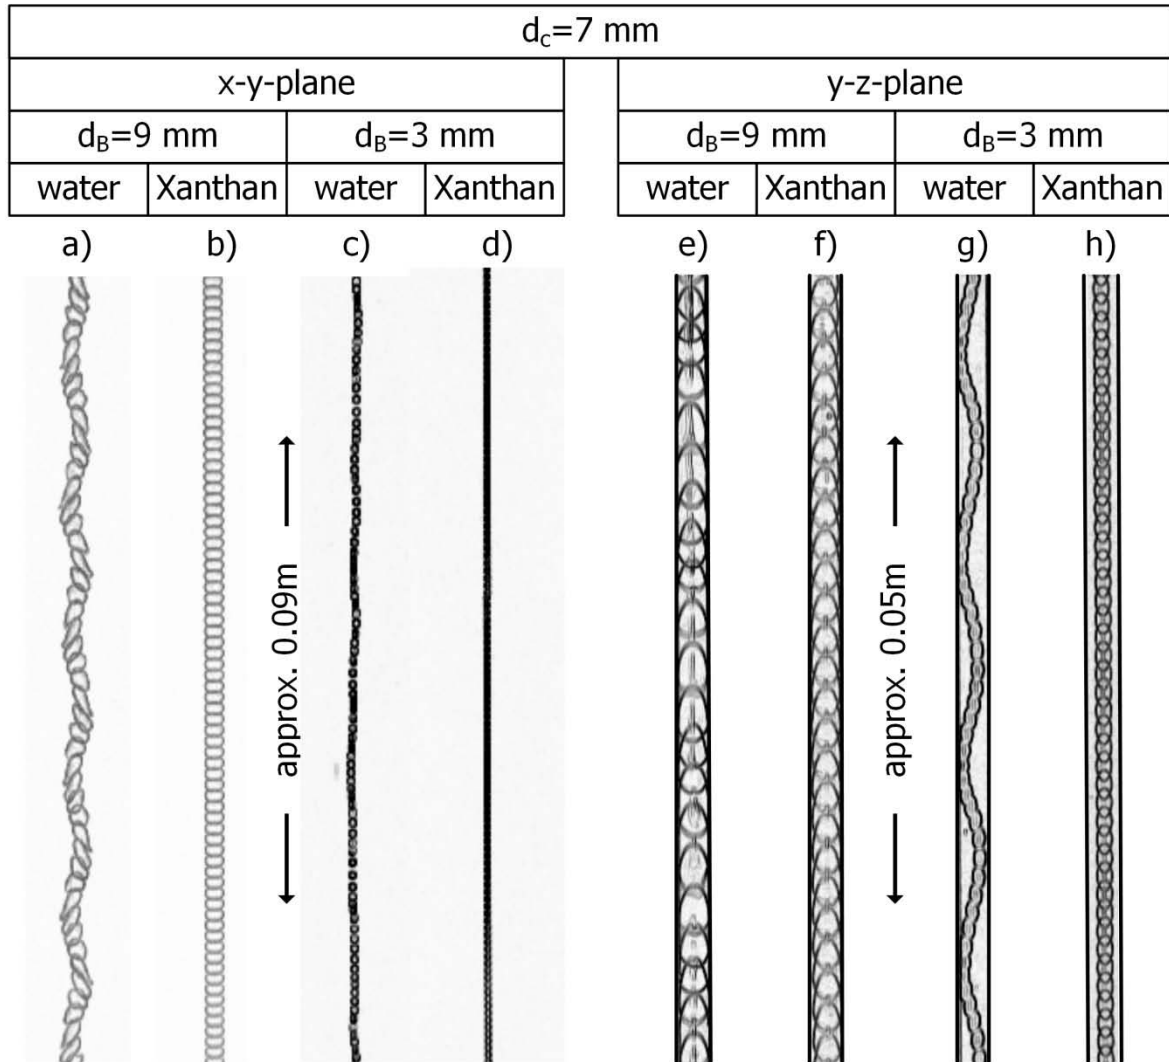 d_c=7 mm
x-y-plane y-z-plane
d_B=9 mm d_B=3 mm d_B=9 mm d_B=3 mm
water Xanthan water Xanthan water Xanthan water Xanthan
a) b) c) d) e) f) g) h)
approx. 0.09m
approx. 0.05m